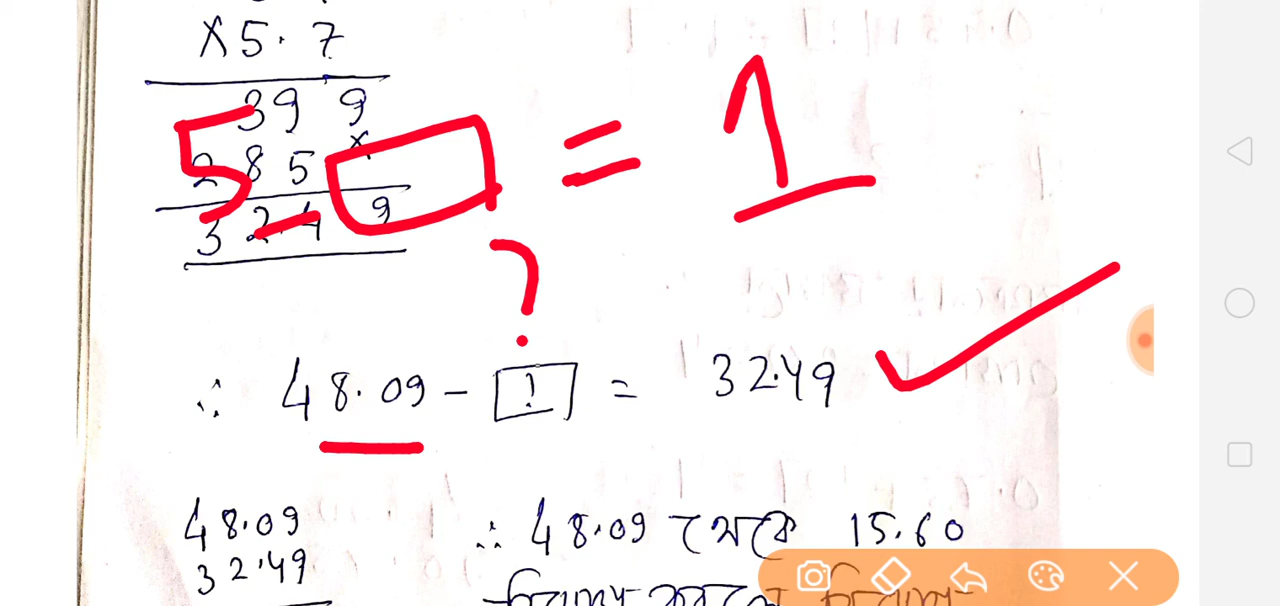 ×5.7
399
285×
3249
5 - □ = 1
?
∴ 48.09 - ? = 32.49
48.09 ∴ 48.09 থেকে 15.60
32.49